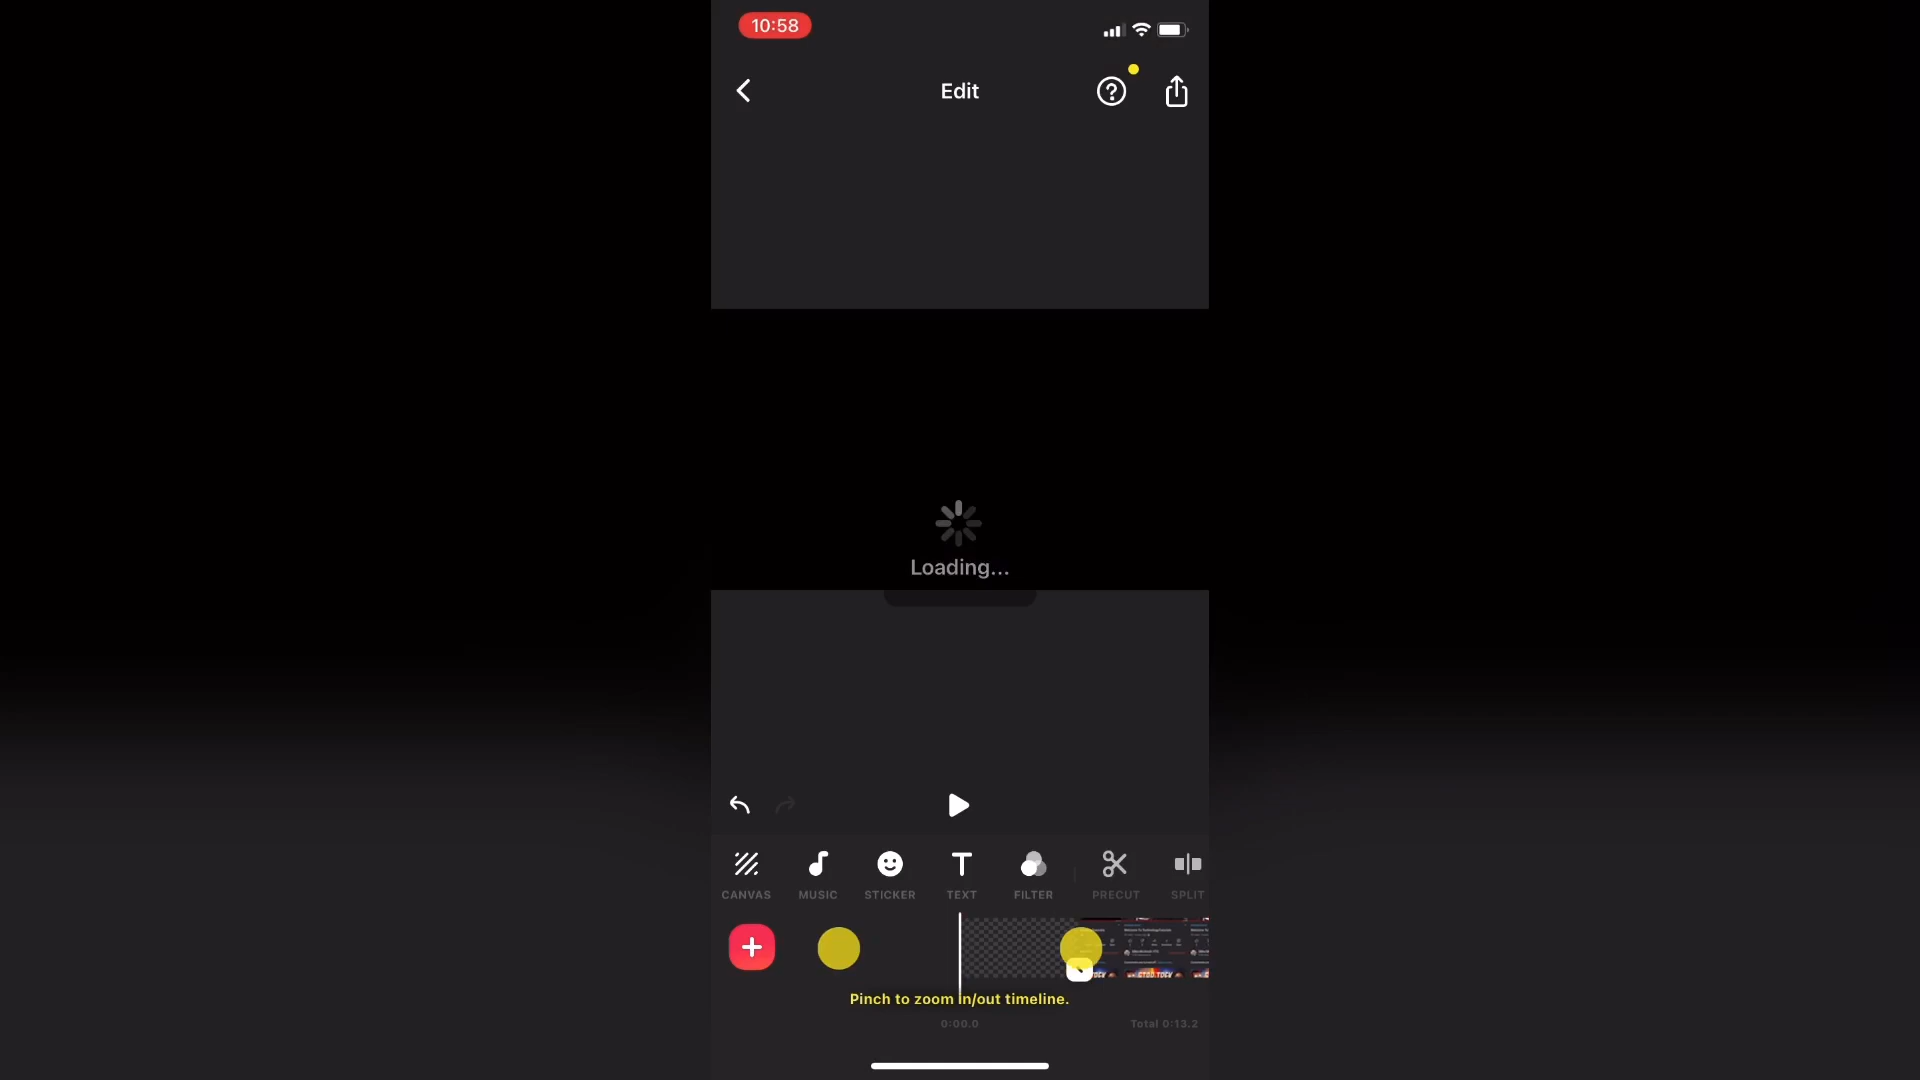 10:58
Edit
Loading...
CANVAS
MUSIC
STICKER
TEXT
FILTER
PRECUT
SPLIT
Pinch to zoom in/out timeline.
0:00.0
Total 0:13.2